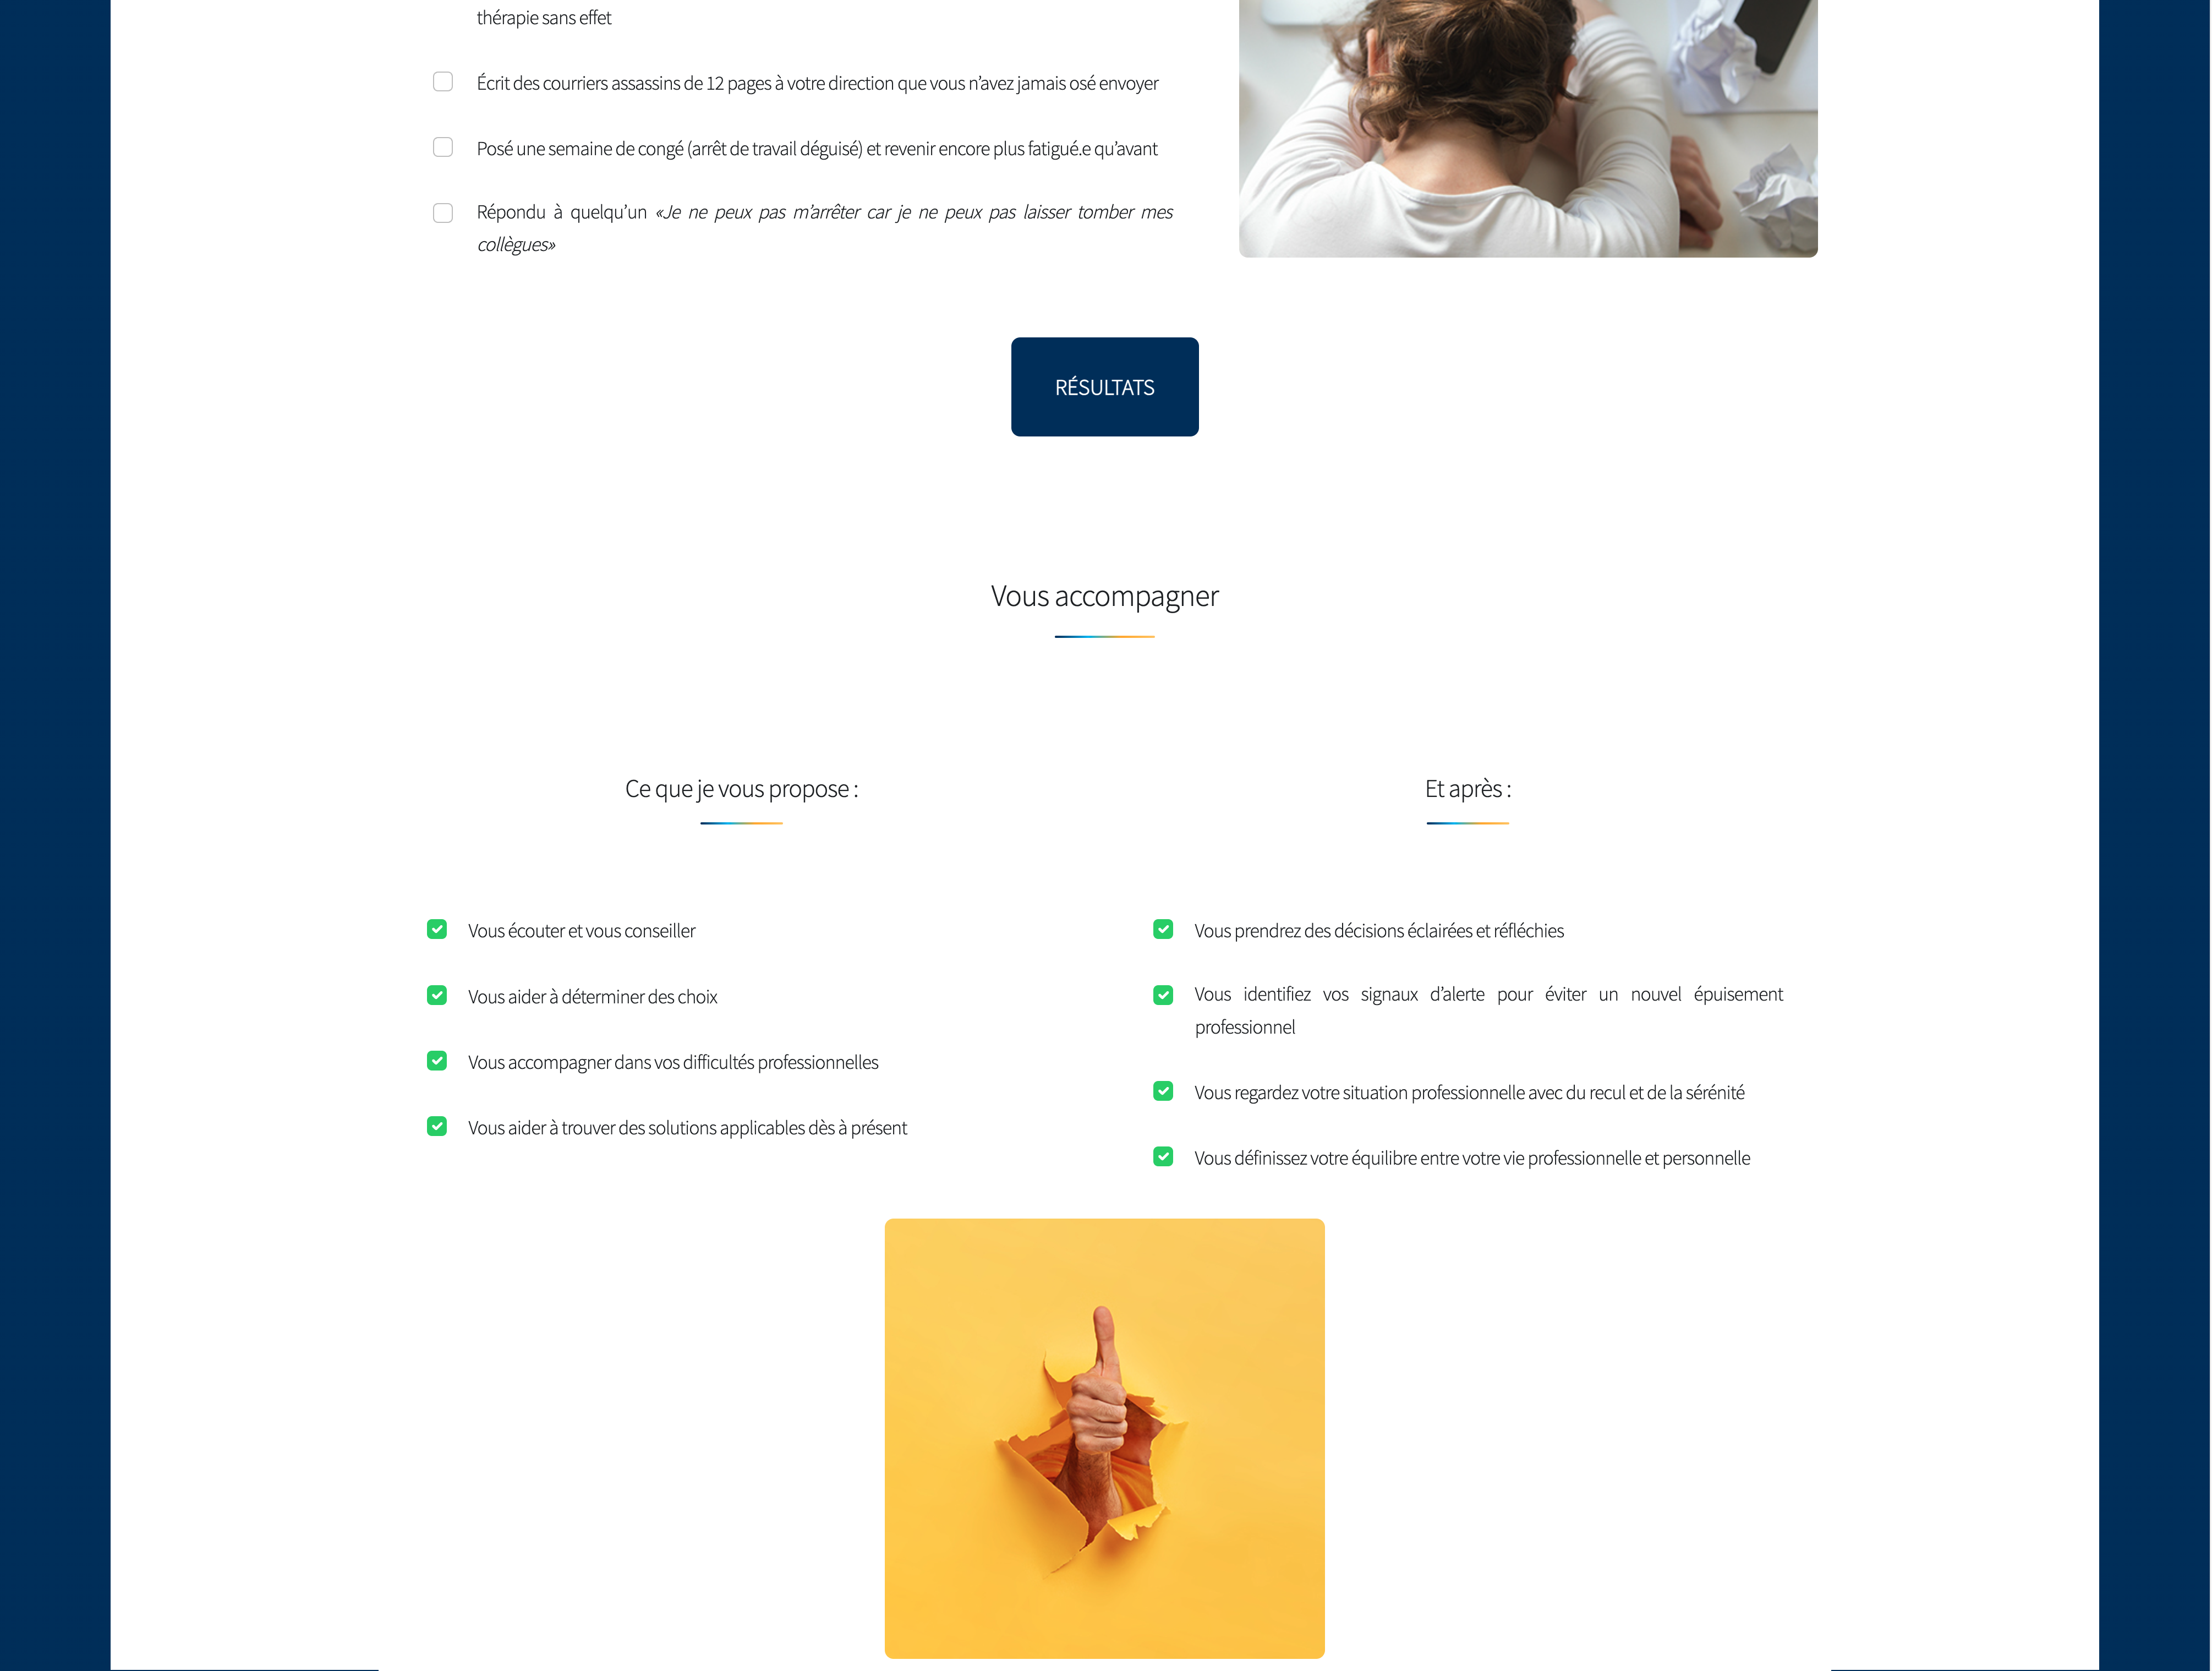 thérapie sans effet
Écrit des courriers assassins de 12 pages à votre direction que vous n’avez jamais osé envoyer
Posé une semaine de congé (arrêt de travail déguisé) et revenir encore plus fatigué.e qu’avant
Répondu à quelqu’un «Je ne peux pas m’arrêter car je ne peux pas laisser tomber mes
collègues»
RÉSULTATS
Vous accompagner
Ce que je vous propose :
Vous écouter et vous conseiller
Vous aider à déterminer des choix
Vous accompagner dans vos difficultés professionnelles
Vous aider à trouver des solutions applicables dès à présent
Et après :
Vous prendrez des décisions éclairées et réfléchies
Vous identifiez vos signaux d’alerte pour éviter un nouvel épuisement
professionnel
Vous regardez votre situation professionnelle avec du recul et de la sérénité
Vous définissez votre équilibre entre votre vie professionnelle et personnelle